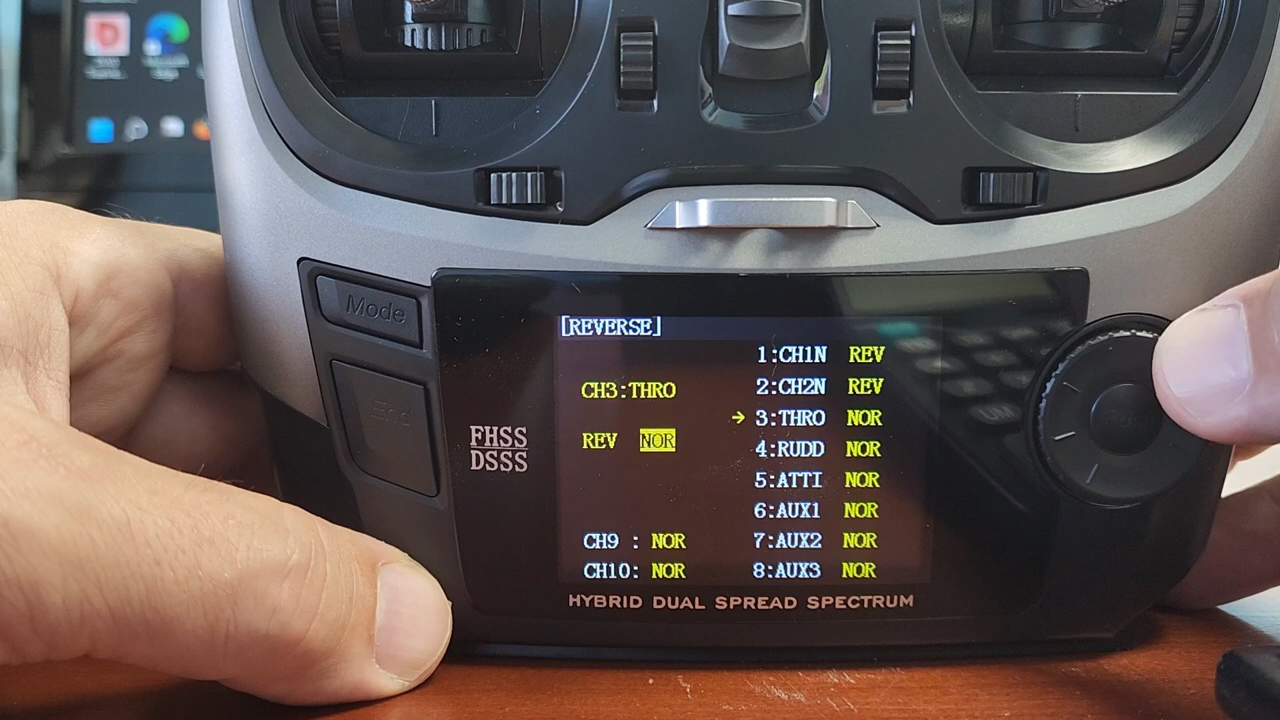 Mode
End
FHSS
DSSS
[REVERSE]
CH3:THRO
REV NOR
CH9 : NOR
CH10: NOR
1:CH1N REV
2:CH2N REV
→ 3:THRO NOR
4:RUDD NOR
5:ATTI NOR
6:AUX1 NOR
7:AUX2 NOR
8:AUX3 NOR
HYBRID DUAL SPREAD SPECTRUM